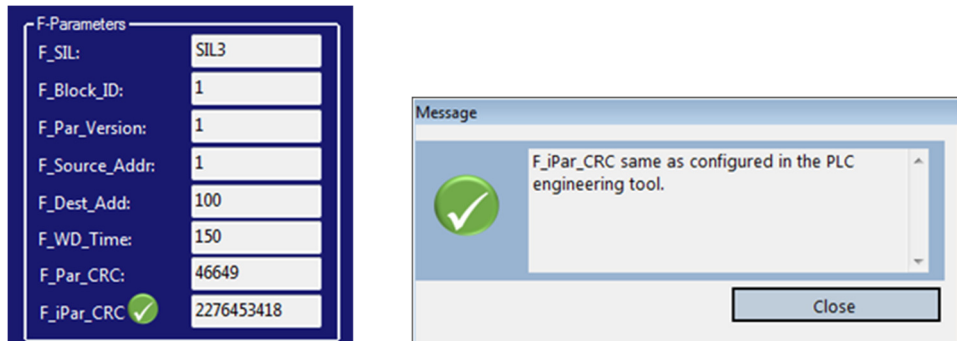 F-Parameters
F_SIL: SIL3
F_Block_ID: 1
F_Par_Version: 1
F_Source_Addr: 1
F_Dest_Add: 100
F_WD_Time: 150
F_Par_CRC: 46649
F_iPar_CRC 2276453418
Message
F_iPar_CRC same as configured in the PLC
engineering tool.
Close